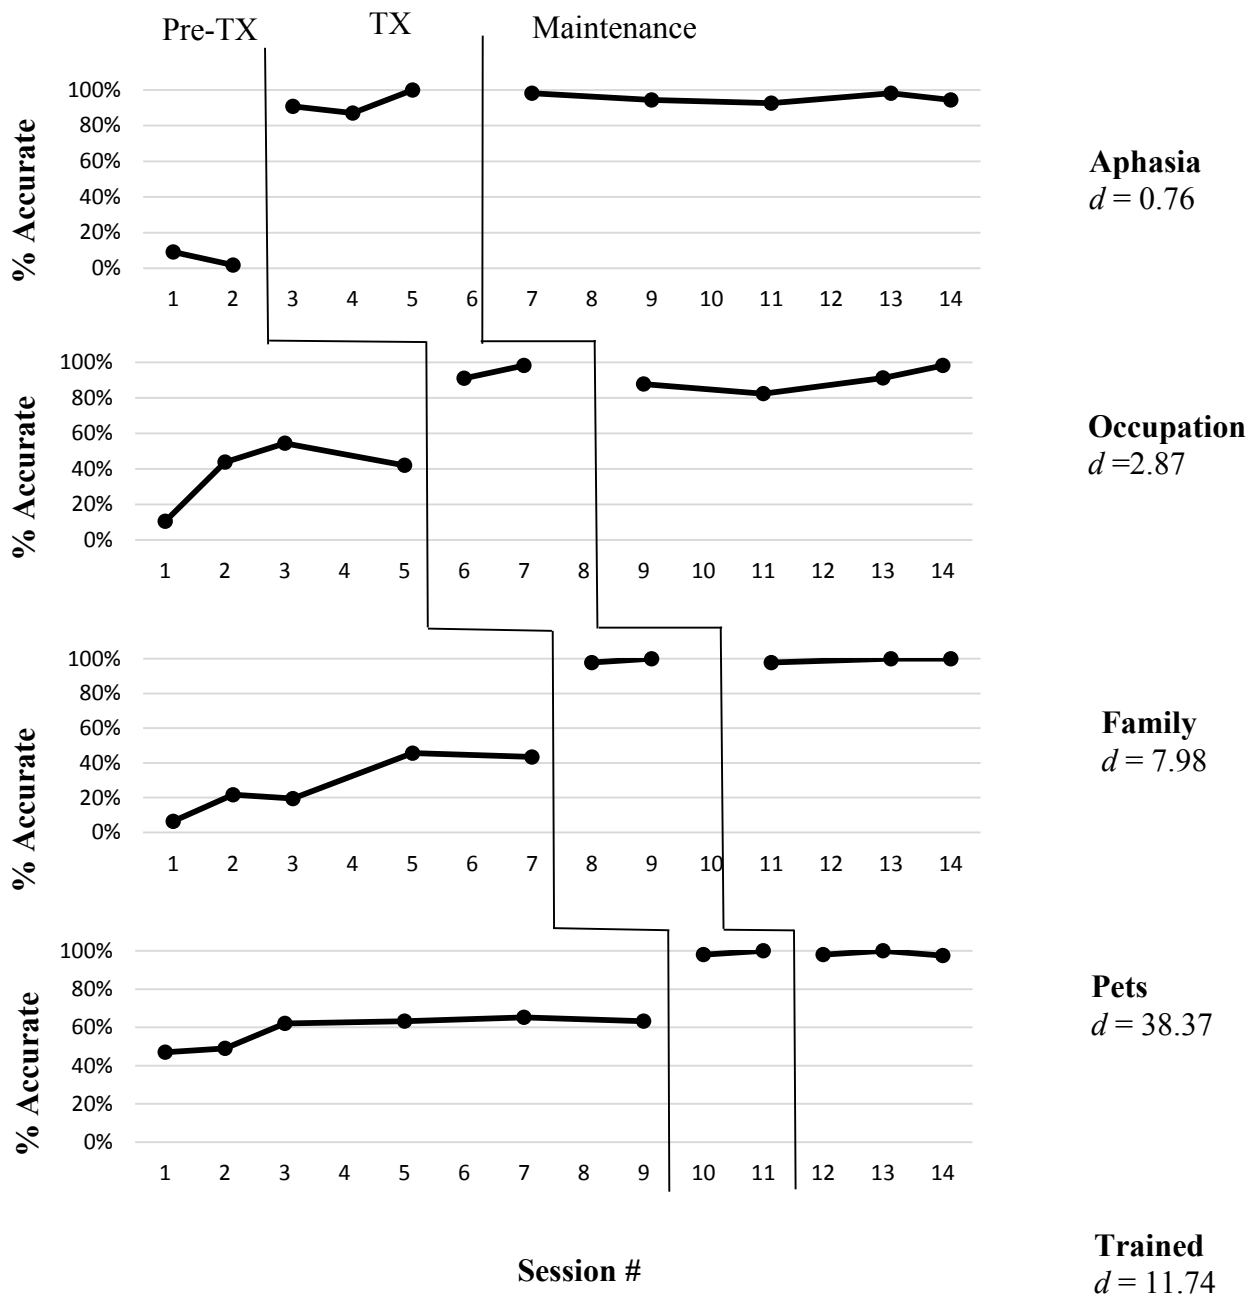 Pre-TX TX Maintenance
% Accurate
100%
80%
60%
40%
20%
0%
1 2 3 4 5 6 7 8 9 10 11 12 13 14
Aphasia
d = 0.76
% Accurate
100%
80%
60%
40%
20%
0%
1 2 3 4 5 6 7 8 9 10 11 12 13 14
Occupation
d =2.87
% Accurate
100%
80%
60%
40%
20%
0%
1 2 3 4 5 6 7 8 9 10 11 12 13 14
Family
d = 7.98
% Accurate
100%
80%
60%
40%
20%
0%
1 2 3 4 5 6 7 8 9 10 11 12 13 14
Pets
d = 38.37
Session #
Trained
d = 11.74